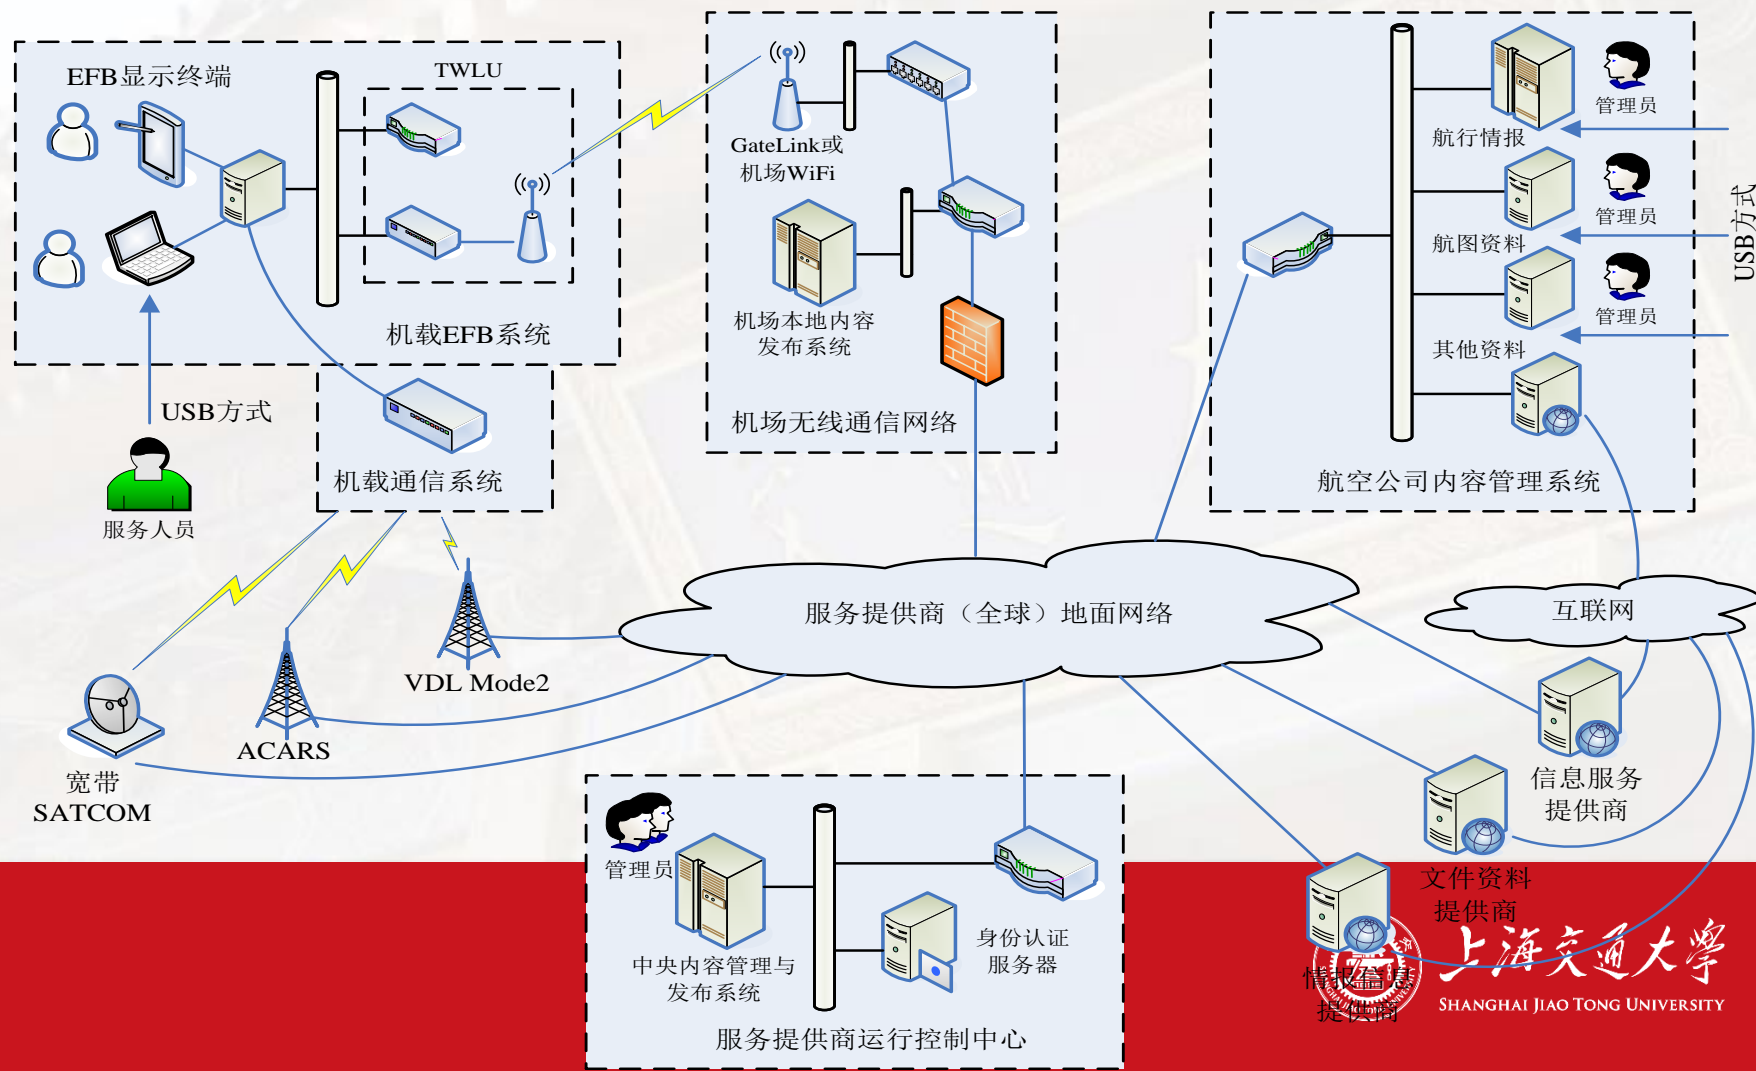 EFB显示终端
TWLU
机载EFB系统
USB方式
服务人员
机载通信系统
GateLink或
机场WiFi
机场本地内容
发布系统
机场无线通信网络
管理员
航行情报
管理员
航图资料
管理员
其他资料
航空公司内容管理系统
USB方式
服务提供商（全球）地面网络
互联网
VDL Mode2
ACARS
宽带
SATCOM
信息服务
提供商
文件资料
提供商
情报信息
提供商
管理员
中央内容管理与
发布系统
身份认证
服务器
服务提供商运行控制中心
上海交通大学
SHANGHAI JIAO TONG UNIVERSITY